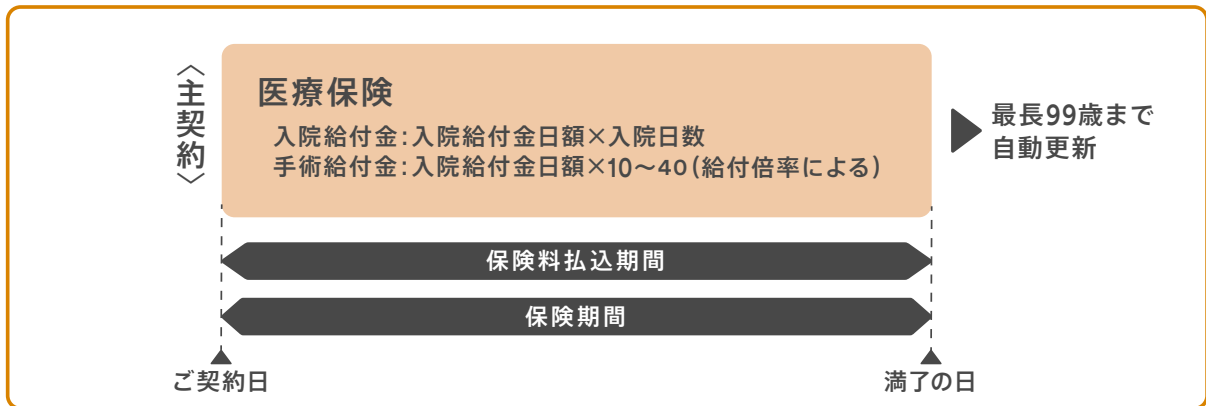 〈主契約〉
医療保険
入院給付金:入院給付金日額×入院日数
手術給付金:入院給付金日額×10〜40(給付倍率による)
最長99歳まで
自動更新
保険料払込期間
保険期間
ご契約日
満了の日